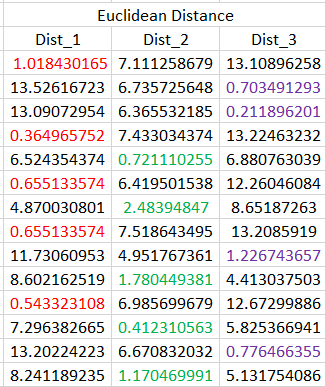 Euclidean Distance
Dist_1 Dist_2 Dist_3
1.018430165 7.111258679 13.10896258
13.52616723 6.735725648 0.703491293
13.09072954 6.365532185 0.211896201
0.364965752 7.433034374 13.22463232
6.524354374 0.721110255 6.880763039
0.655133574 6.419501538 12.26046084
4.870030801 2.48394847 8.65187263
0.655133574 7.518643495 13.2085919
11.73060953 4.951767361 1.226743657
8.602162519 1.780449381 4.413037503
0.543323108 6.985699679 12.67299886
7.296382665 0.412310563 5.825366941
13.20224223 6.670832032 0.776466355
8.241189235 1.170469991 5.131754086